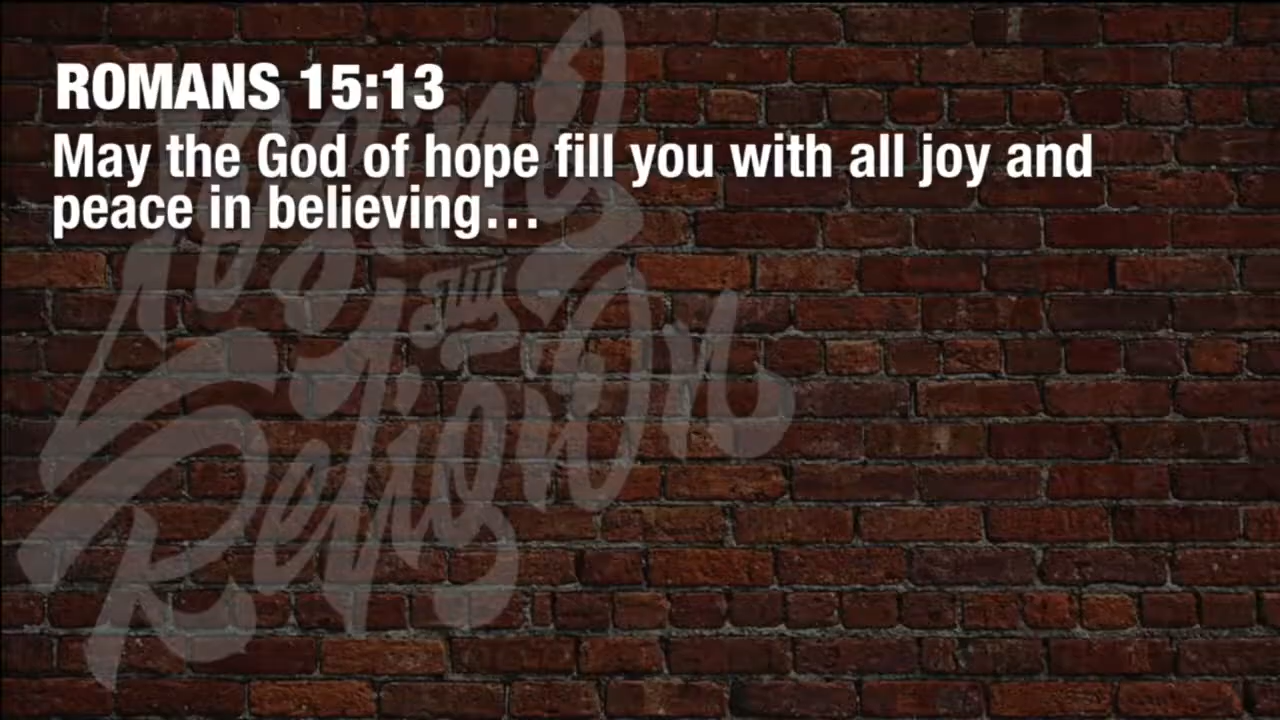 ROMANS 15:13
May the God of hope fill you with all joy and
peace in believing…